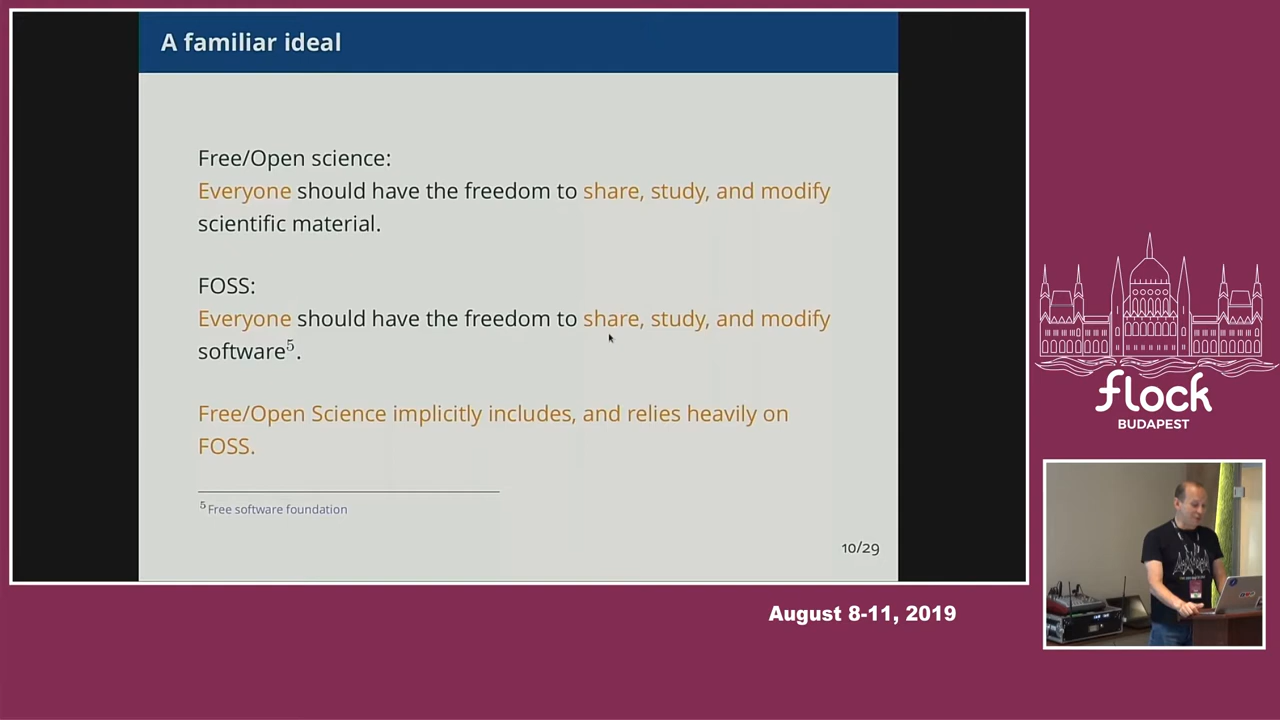 A familiar ideal
Free/Open science:
Everyone should have the freedom to share, study, and modify
scientific material.
FOSS:
Everyone should have the freedom to share, study, and modify
software⁵.
Free/Open Science implicitly includes, and relies heavily on
FOSS.
⁵ Free software foundation
10/29
flock
BUDAPEST
August 8-11, 2019